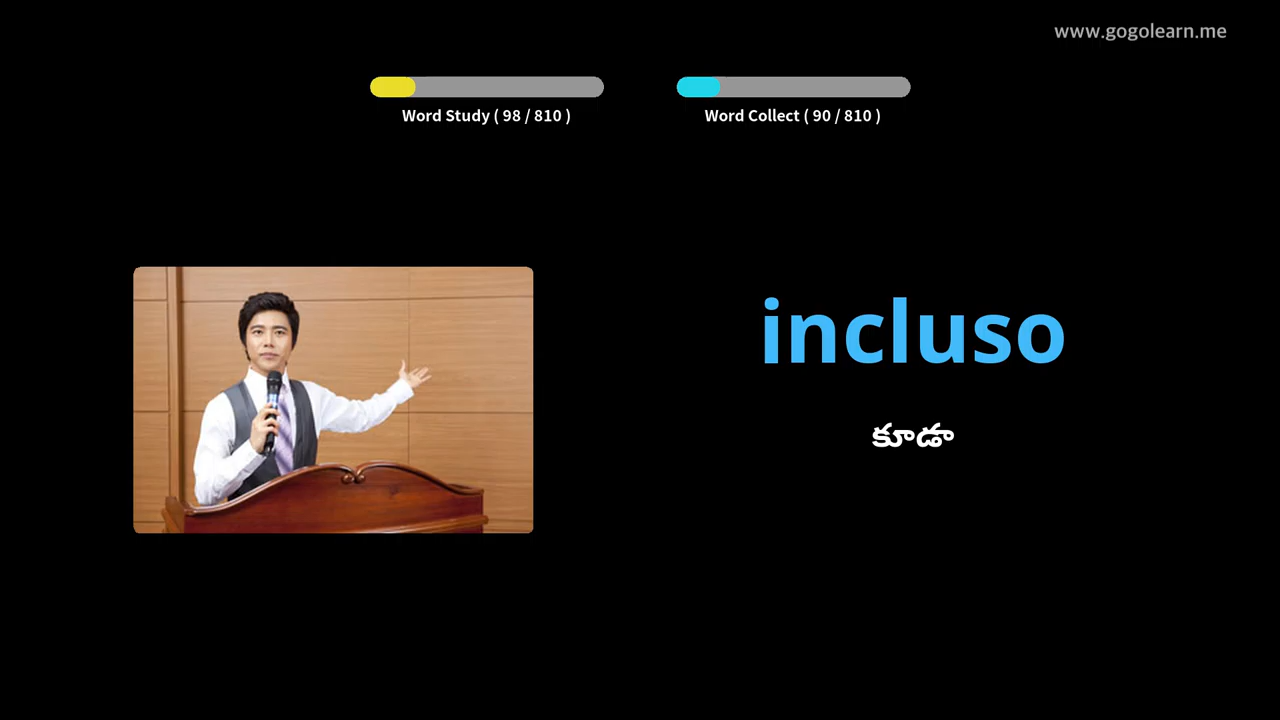 www.gogolearn.me
Word Study ( 98 / 810 )
Word Collect ( 90 / 810 )
incluso
కూడా